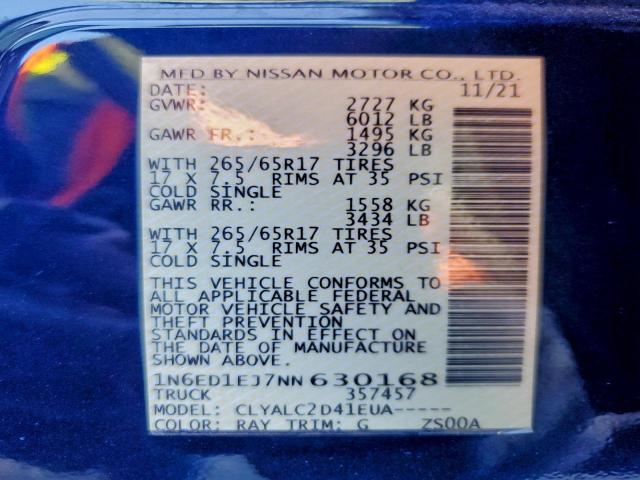 MFD BY NISSAN MOTOR CO., LTD.
DATE: 11/21
GVWR: 2727 KG
6012 LB
GAWR FR.: 1495 KG
3296 LB
WITH 265/65R17 TIRES
17 X 7.5 RIMS AT 35 PSI
COLD SINGLE
GAWR RR.: 1558 KG
3434 LB
WITH 265/65R17 TIRES
17 X 7.5 RIMS AT 35 PSI
COLD SINGLE
THIS VEHICLE CONFORMS TO
ALL APPLICABLE FEDERAL
MOTOR VEHICLE SAFETY AND
THEFT PREVENTION
STANDARDS IN EFFECT ON
THE DATE OF MANUFACTURE
SHOWN ABOVE.
1N6ED1EJ7NN630168
TRUCK 357457
MODEL: CLYALC2D41EUA-----
COLOR: RAY TRIM: G ZS00A